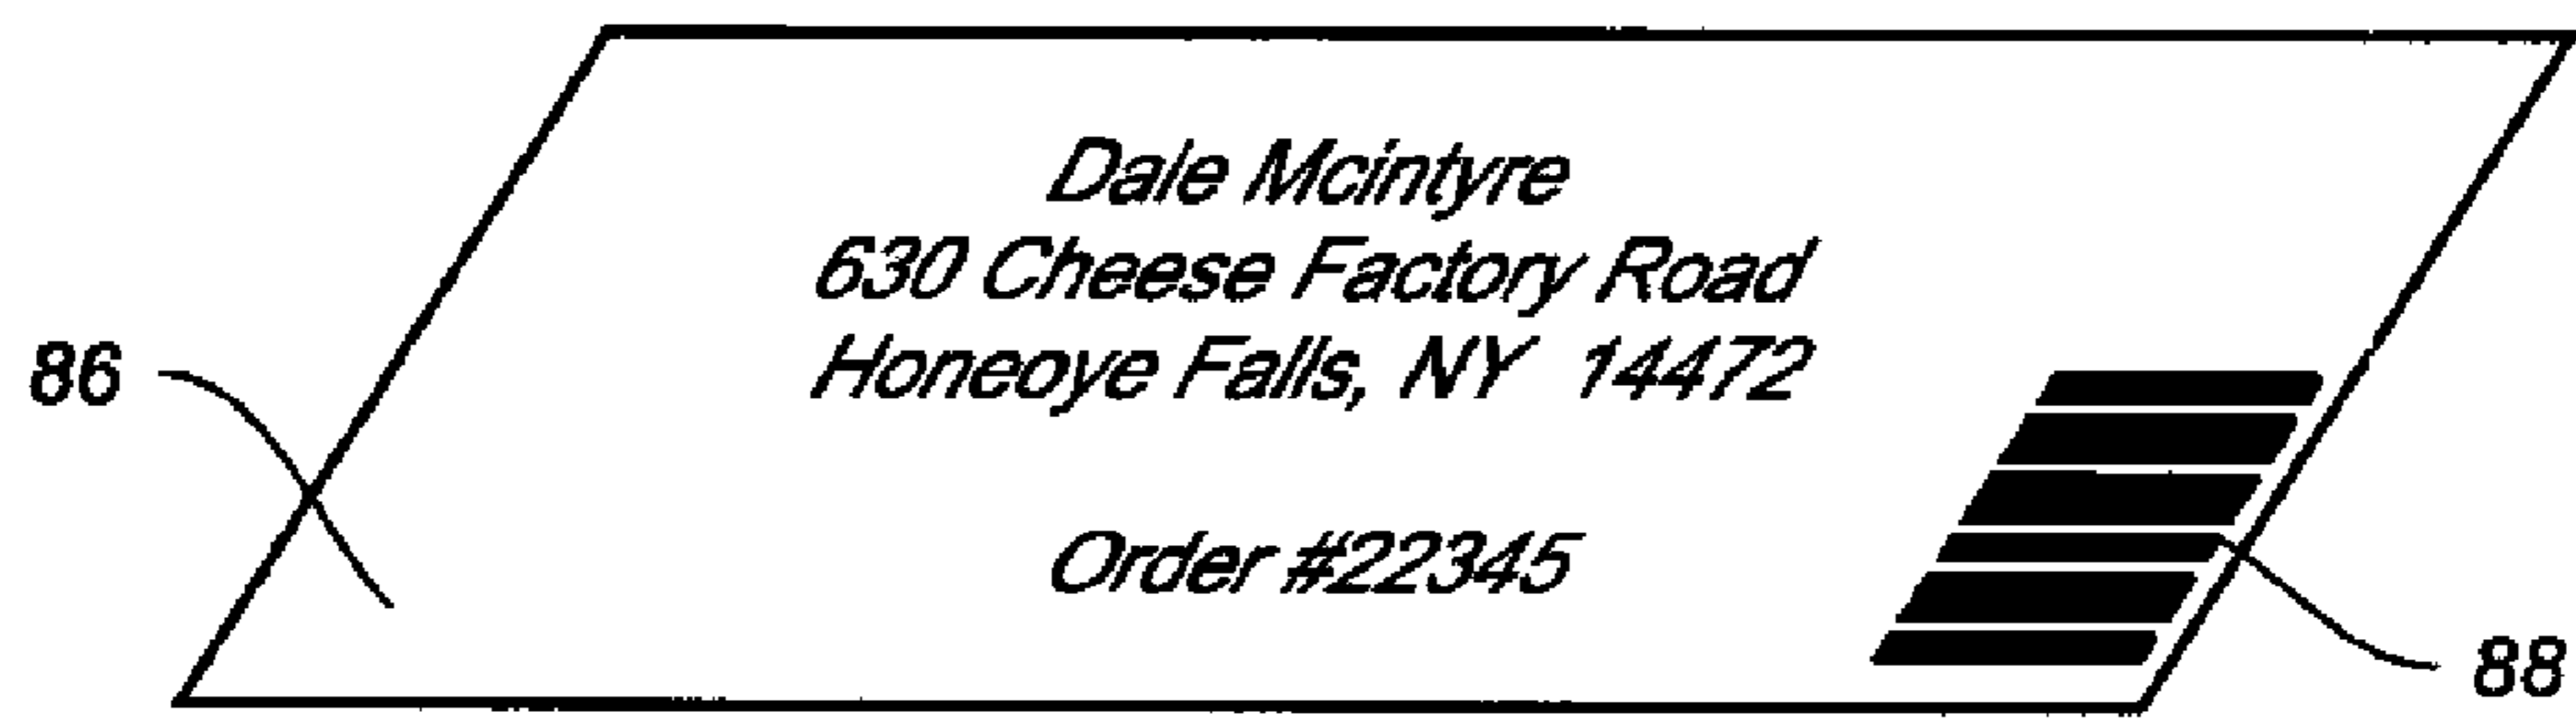 Dale Mcintyre
630 Cheese Factory Road
Honeoye Falls, NY 14472
86
Order #22345
88